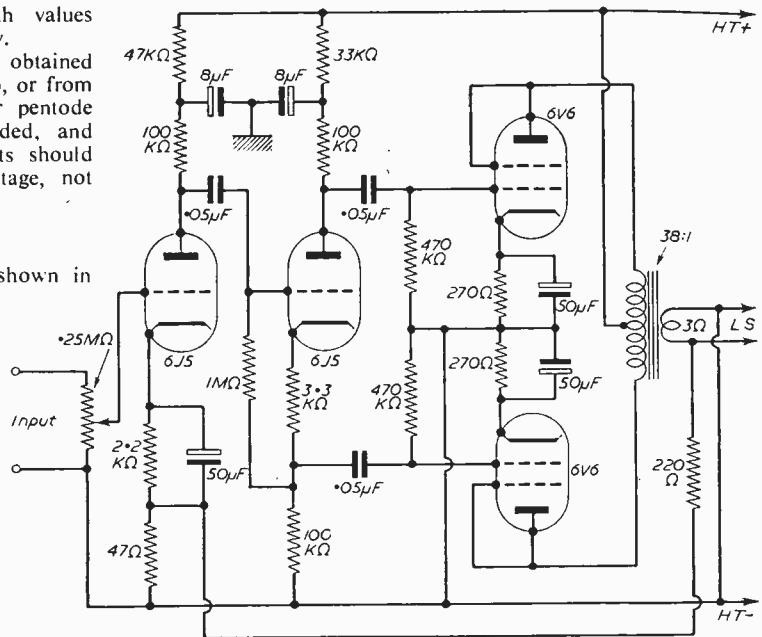 th values
y.
obtained
, or from
r pentode
ded, and
ts should
tage, not
shown in
HT+
47KΩ
33KΩ
8µF
8µF
6V6
100 KΩ
100 KΩ
·05µF
·05µF
38:1
470 KΩ
270Ω
50µF
3Ω
LS
·25MΩ
6J5
6J5
1MΩ
3·3 KΩ
470 KΩ
270Ω
50µF
Input
2·2 KΩ
50µF
·05µF
6V6
220 Ω
47Ω
100 KΩ
HT-